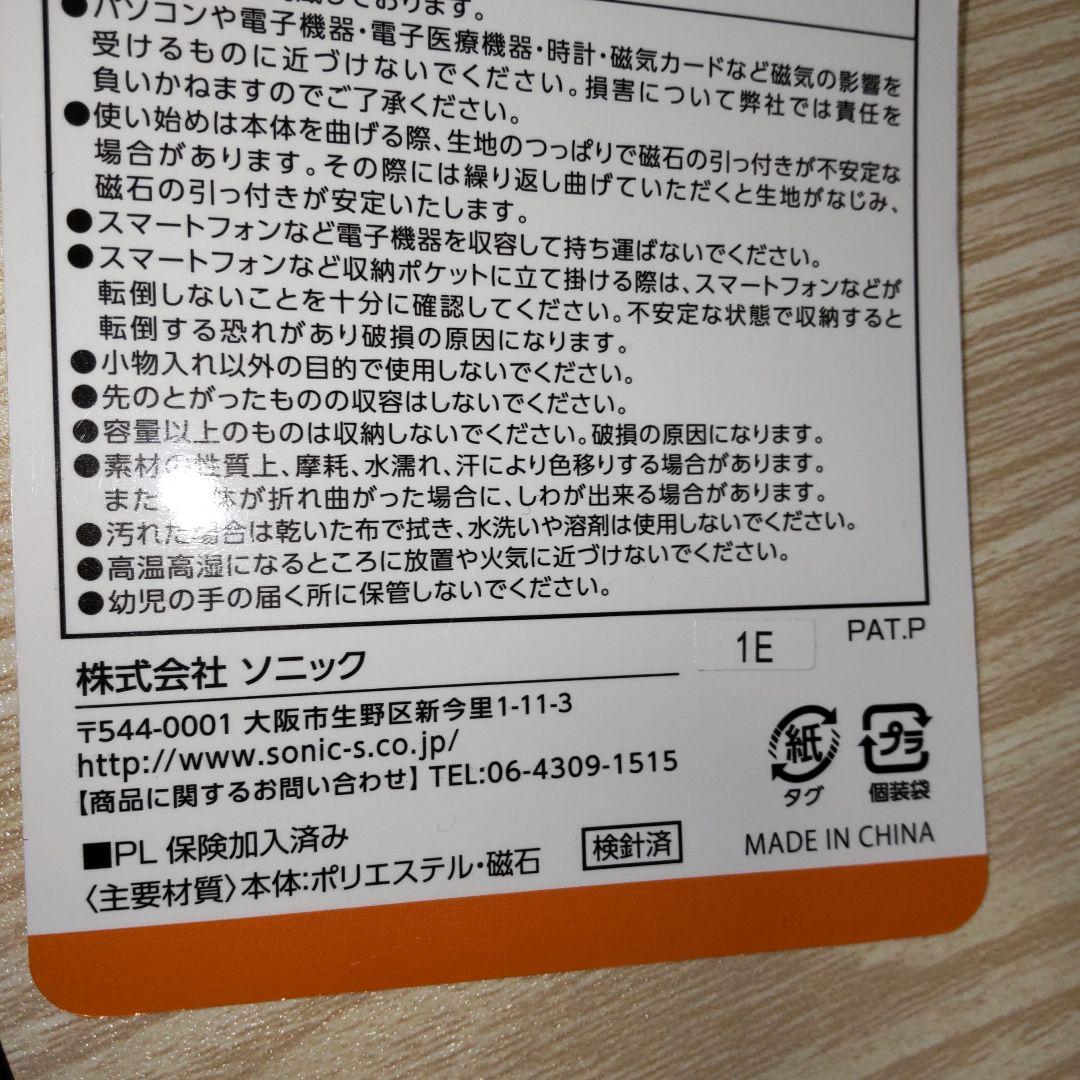 ております。
●パソコンや電子機器・電子医療機器・時計・磁気カードなど磁気の影響を
受けるものに近づけないでください。損害について弊社では責任を
負いかねますのでご了承ください。
●使い始めは本体を曲げる際、生地のつっぱりで磁石の引っ付きが不安定な
場合があります。その際には繰り返し曲げていただくと生地がなじみ、
磁石の引っ付きが安定いたします。
●スマートフォンなど電子機器を収容して持ち運ばないでください。
●スマートフォンなど収納ポケットに立て掛ける際は、スマートフォンなどが
転倒しないことを十分に確認してください。不安定な状態で収納すると
転倒する恐れがあり破損の原因になります。
●小物入れ以外の目的で使用しないでください。
●先のとがったものの収容はしないでください。
●容量以上のものは収納しないでください。破損の原因になります。
●素材の性質上、摩耗、水濡れ、汗により色移りする場合があります。
また本体が折れ曲がった場合に、しわが出来る場合があります。
●汚れた場合は乾いた布で拭き、水洗いや溶剤は使用しないでください。
●高温高湿になるところに放置や火気に近づけないでください。
●幼児の手の届く所に保管しないでください。
株式会社 ソニック
1E
PAT.P
〒544-0001 大阪市生野区新今里1-11-3
http://www.sonic-s.co.jp/
【商品に関するお問い合わせ】TEL:06-4309-1515
紙
タグ
プラ
個装袋
■PL 保険加入済み
検針済
MADE IN CHINA
〈主要材質〉本体:ポリエステル・磁石